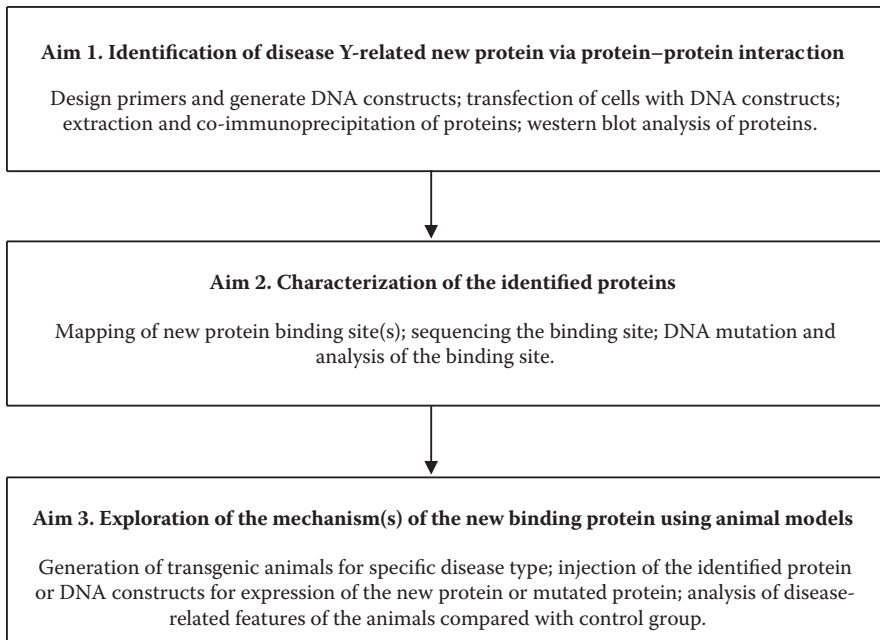 Aim 1. Identification of disease Y-related new protein via protein–protein interaction
Design primers and generate DNA constructs; transfection of cells with DNA constructs;
extraction and co-immunoprecipitation of proteins; western blot analysis of proteins.
Aim 2. Characterization of the identified proteins
Mapping of new protein binding site(s); sequencing the binding site; DNA mutation and
analysis of the binding site.
Aim 3. Exploration of the mechanism(s) of the new binding protein using animal models
Generation of transgenic animals for specific disease type; injection of the identified protein
or DNA constructs for expression of the new protein or mutated protein; analysis of disease-
related features of the animals compared with control group.